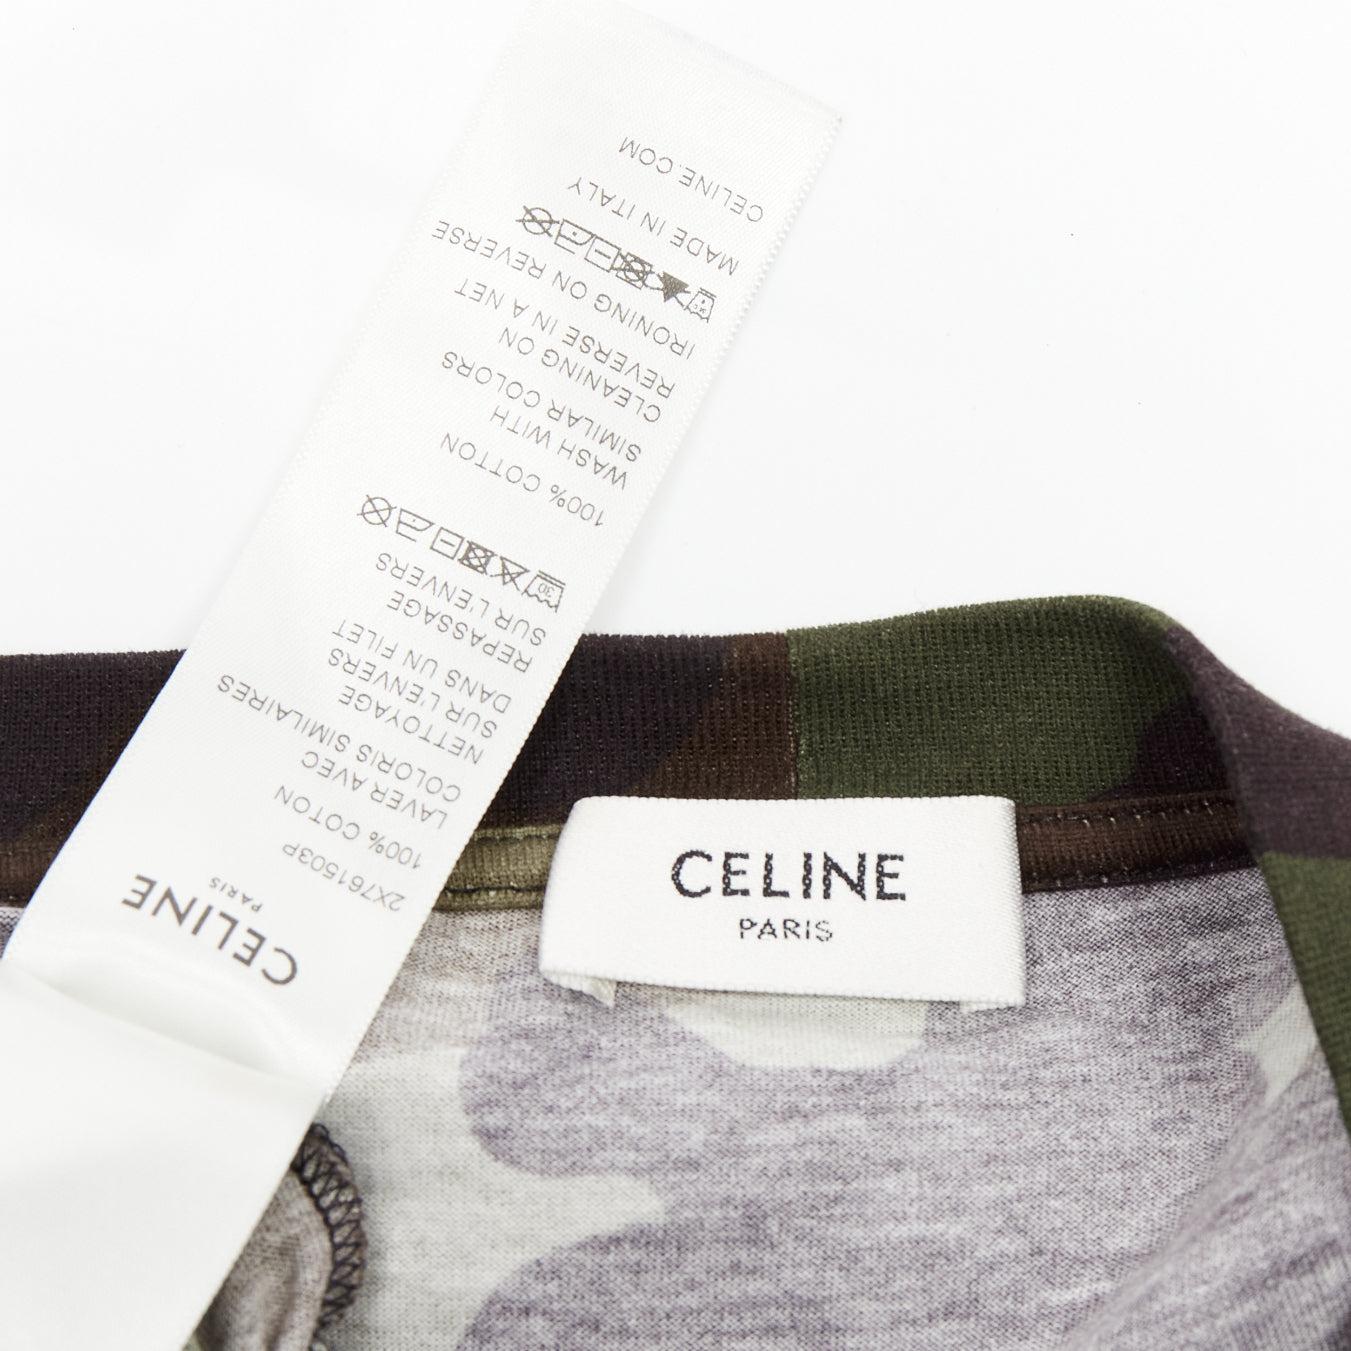 CELINE
PARIS
2X761503P
100% COTON
LAVER AVEC
COLORIS SIMILAIRES
NETTOYAGE
SUR L'ENVERS
DANS UN FILET
REPASSAGE
SUR L'ENVERS
30
100% COTTON
WASH WITH
SIMILAR COLORS
CLEANING ON
REVERSE IN A NET
IRONING ON REVERSE
MADE IN ITALY
CELINE.COM
CELINE
PARIS